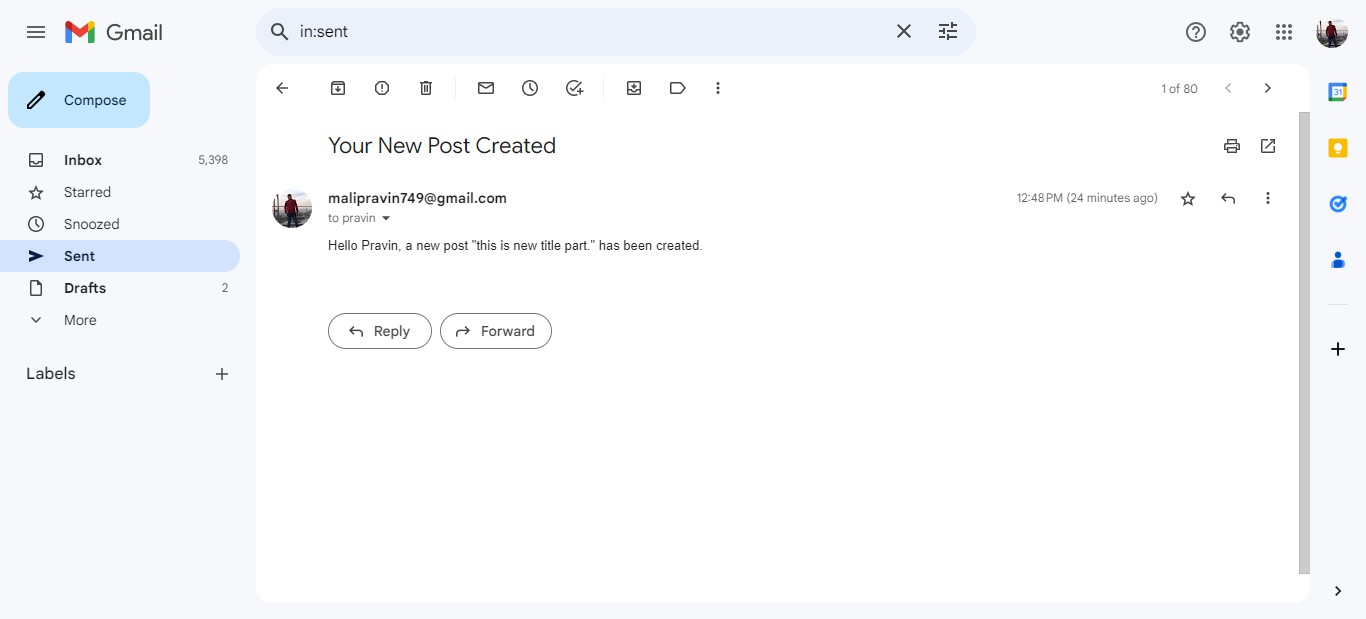 Gmail
in:sent
Compose
1 of 80
Your New Post Created
Inbox 5,398
Starred
Snoozed
Sent
Drafts 2
More
Labels
malipravin749@gmail.com
12:48 PM (24 minutes ago)
to pravin
Hello Pravin, a new post "this is new title part." has been created.
Reply
Forward
31